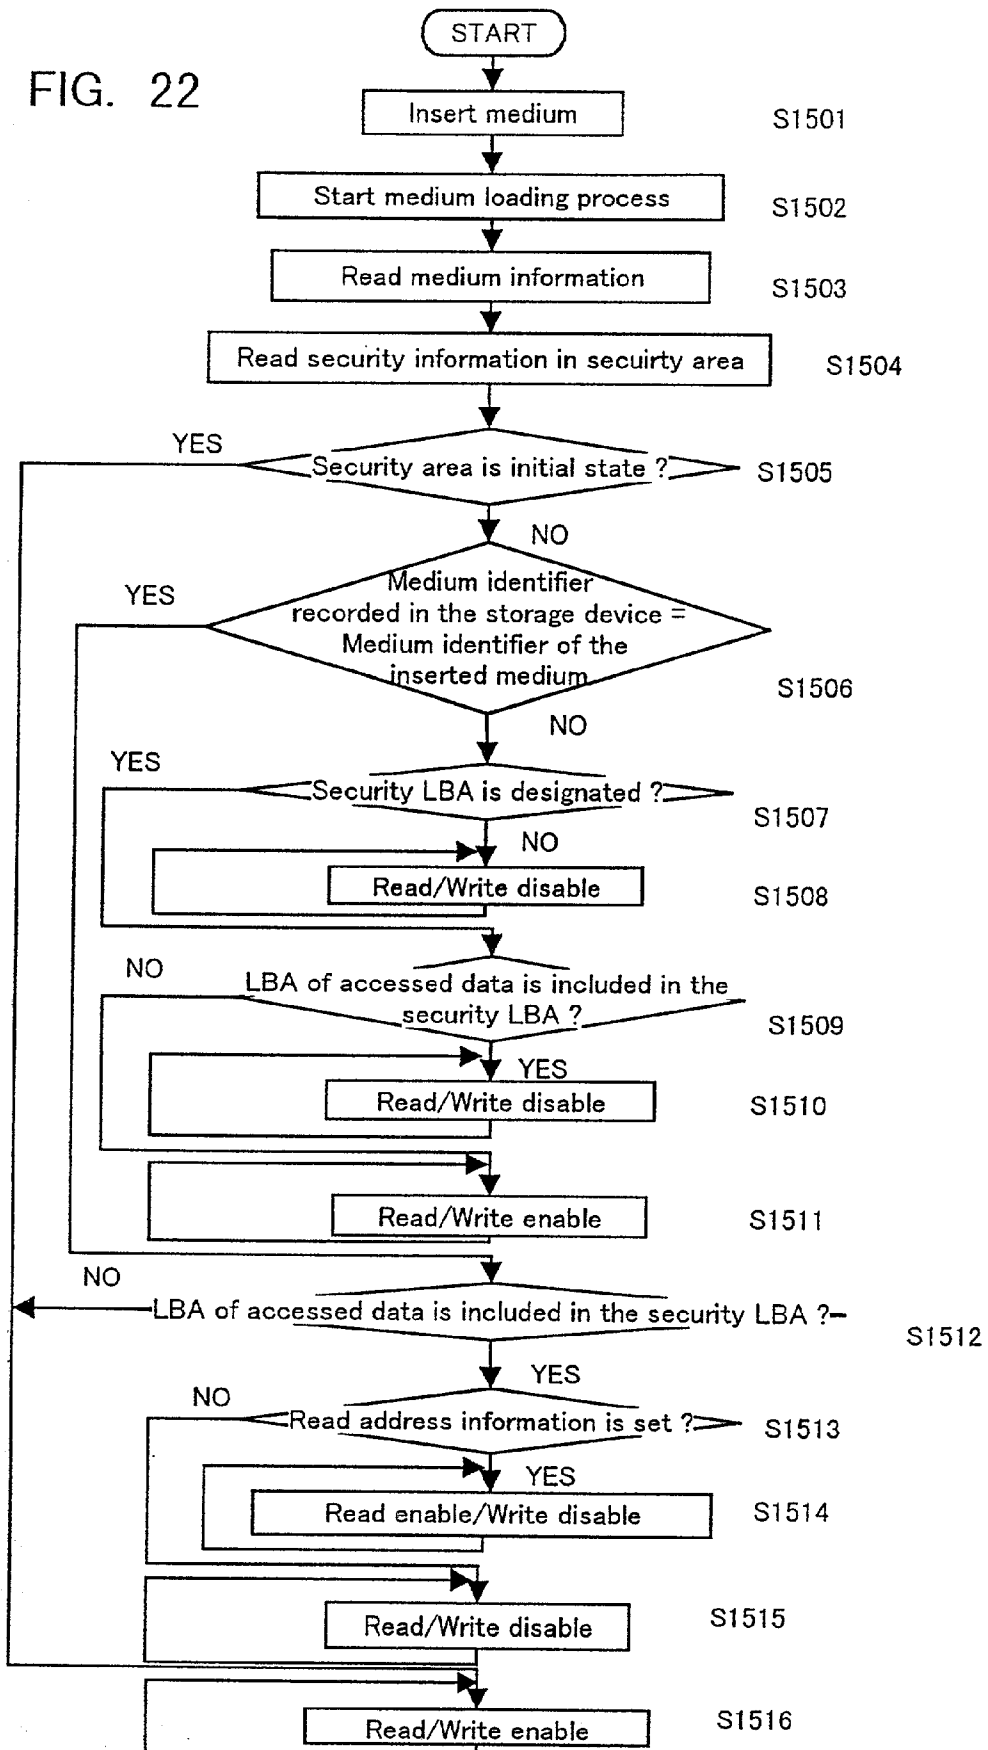 START
FIG. 22
Insert medium
S1501
Start medium loading process
S1502
Read medium information
S1503
Read security information in secuirty area
S1504
YES
Security area is initial state ?
S1505
NO
YES
Medium identifier
recorded in the storage device =
Medium identifier of the
inserted medium
S1506
NO
YES
Security LBA is designated ?
S1507
NO
Read/Write disable
S1508
NO
LBA of accessed data is included in the
security LBA ?
S1509
YES
Read/Write disable
S1510
Read/Write enable
S1511
NO
LBA of accessed data is included in the security LBA ?
S1512
YES
NO
Read address information is set ?
S1513
YES
Read enable/Write disable
S1514
Read/Write disable
S1515
Read/Write enable
S1516